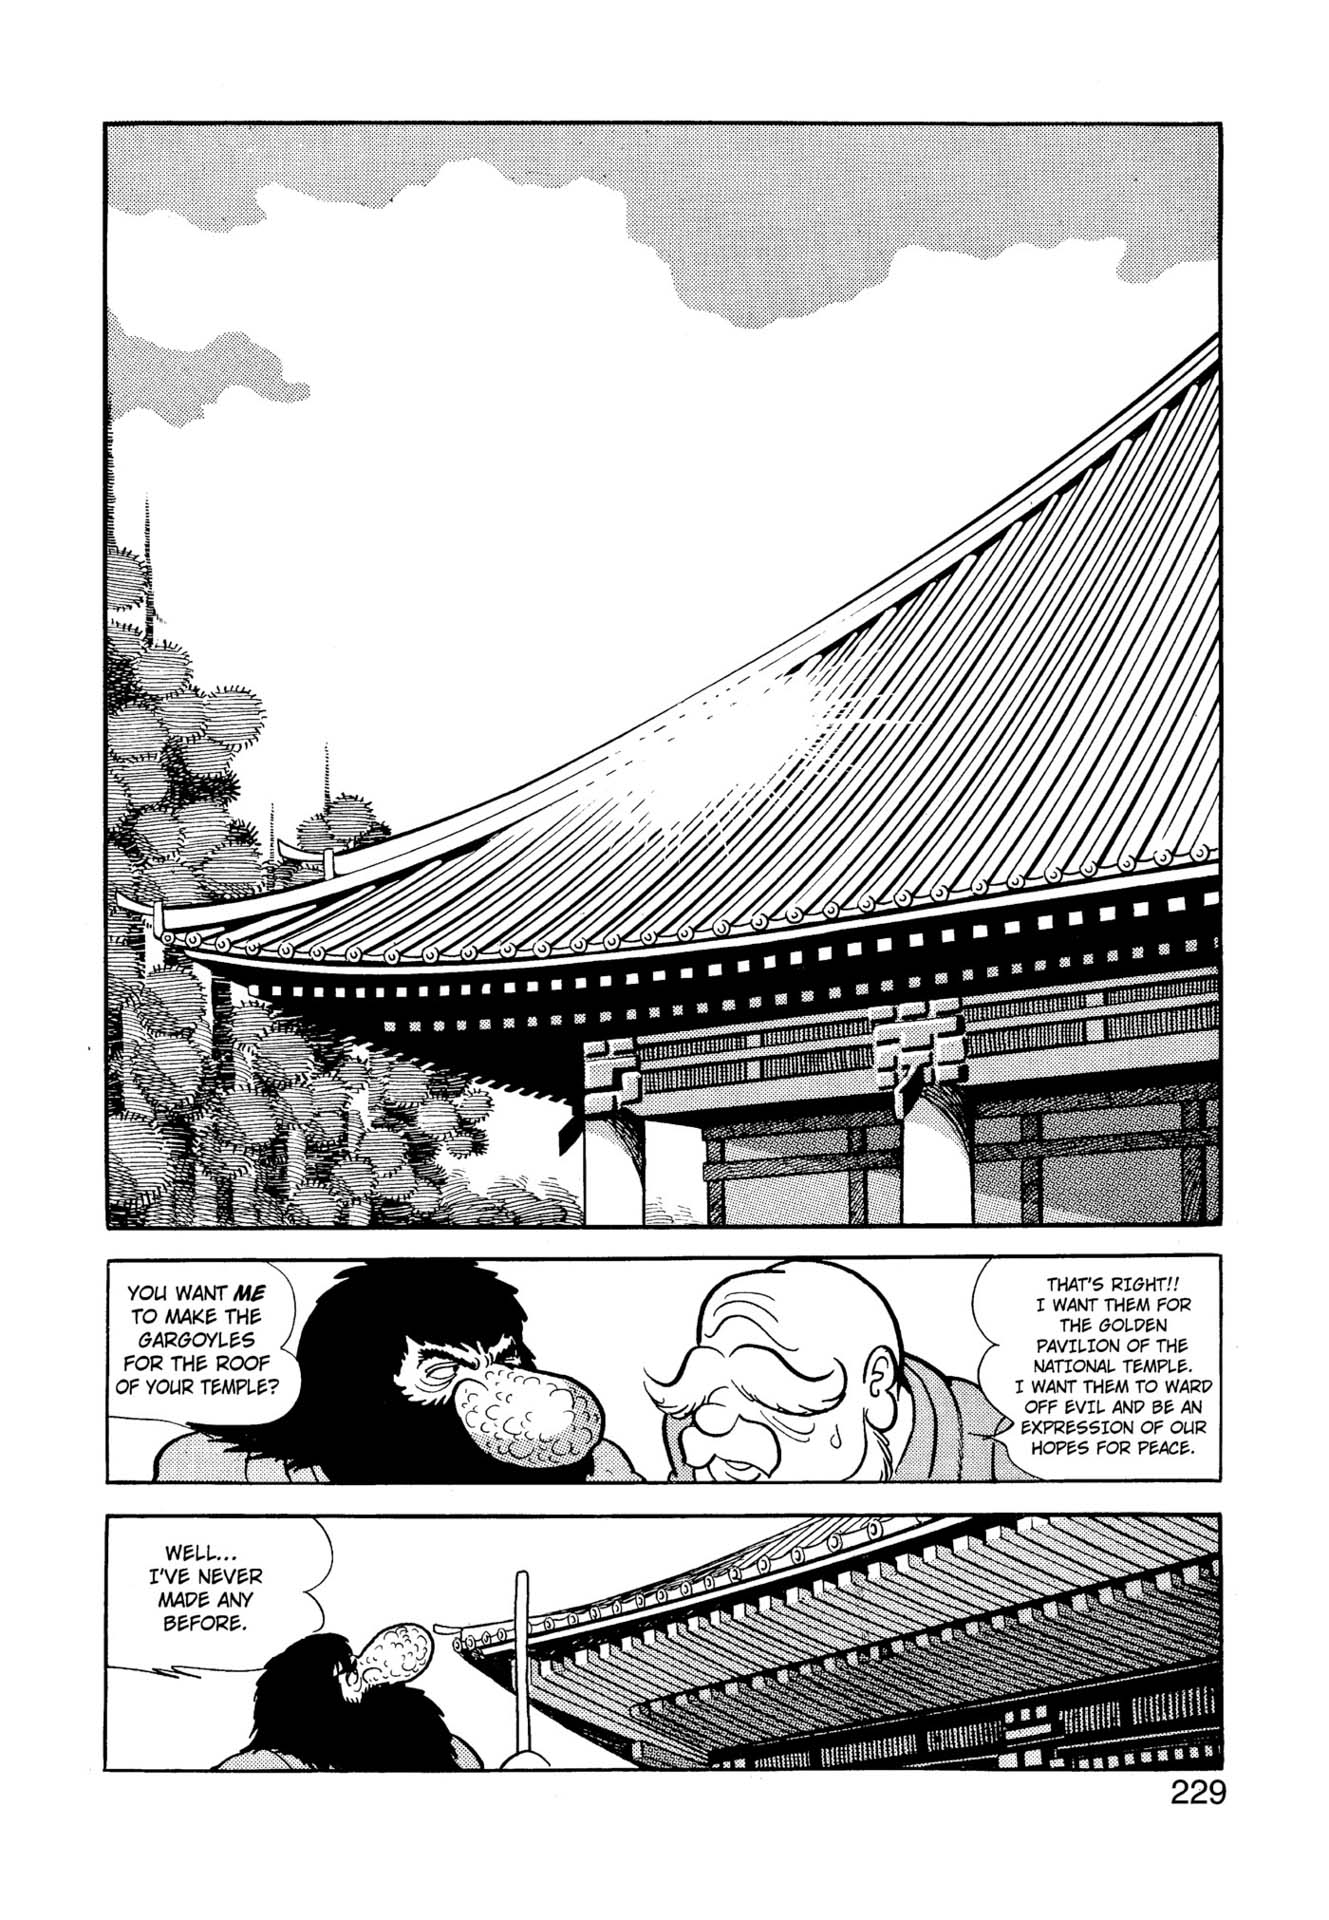 YOU WANT ME
TO MAKE THE
GARGOYLES
FOR THE ROOF
OF YOUR TEMPLE?
THAT'S RIGHT!!
I WANT THEM FOR
THE GOLDEN
PAVILION OF THE
NATIONAL TEMPLE.
I WANT THEM TO WARD
OFF EVIL AND BE AN
EXPRESSION OF OUR
HOPES FOR PEACE.
WELL...
I'VE NEVER
MADE ANY
BEFORE.
229